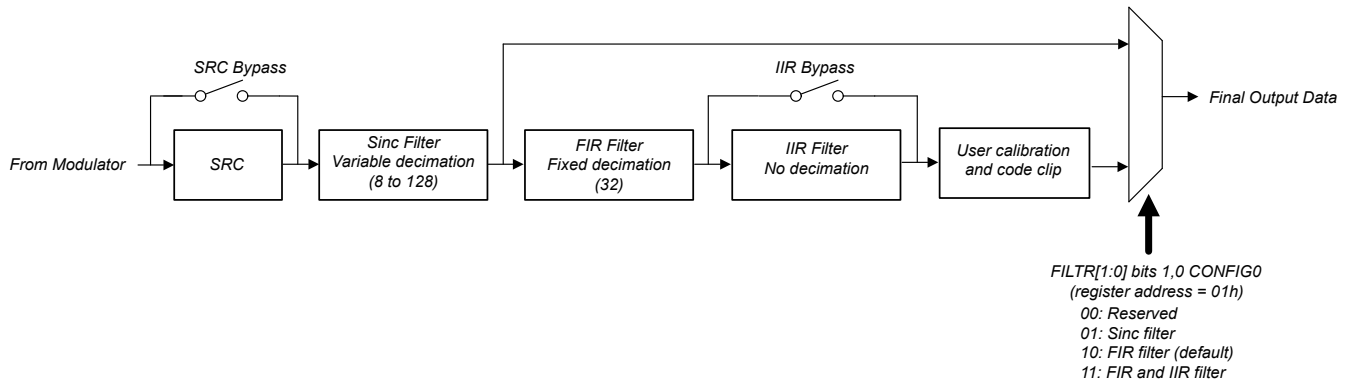 SRC Bypass
IIR Bypass
Final Output Data
From Modulator
SRC
Sinc Filter
Variable decimation
(8 to 128)
FIR Filter
Fixed decimation
(32)
IIR Filter
No decimation
User calibration
and code clip
FILTR[1:0] bits 1,0 CONFIG0
(register address = 01h)
00: Reserved
01: Sinc filter
10: FIR filter (default)
11: FIR and IIR filter